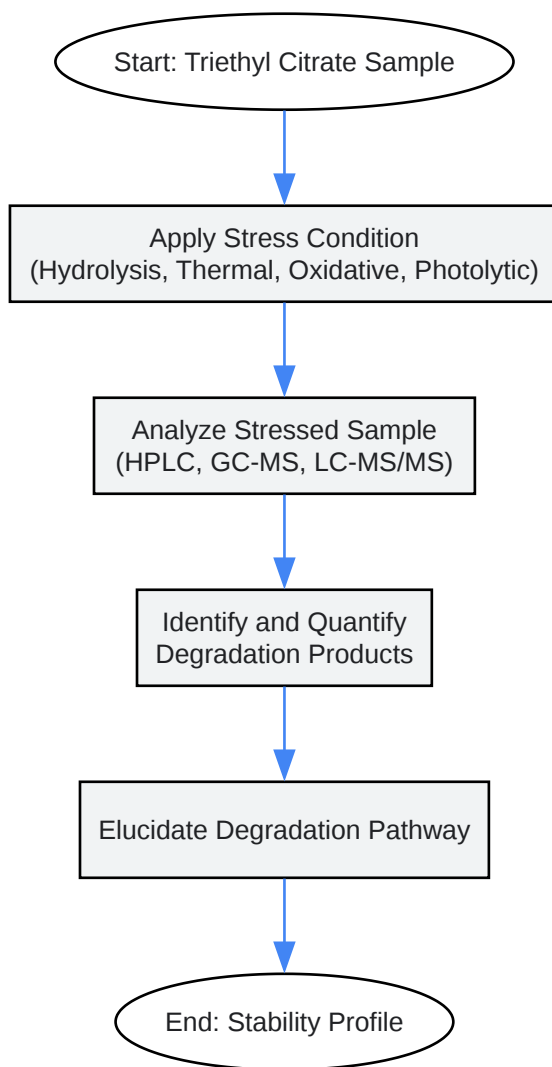 Start: Triethyl Citrate Sample
Apply Stress Condition
(Hydrolysis, Thermal, Oxidative, Photolytic)
Analyze Stressed Sample
(HPLC, GC-MS, LC-MS/MS)
Identify and Quantify
Degradation Products
Elucidate Degradation Pathway
End: Stability Profile